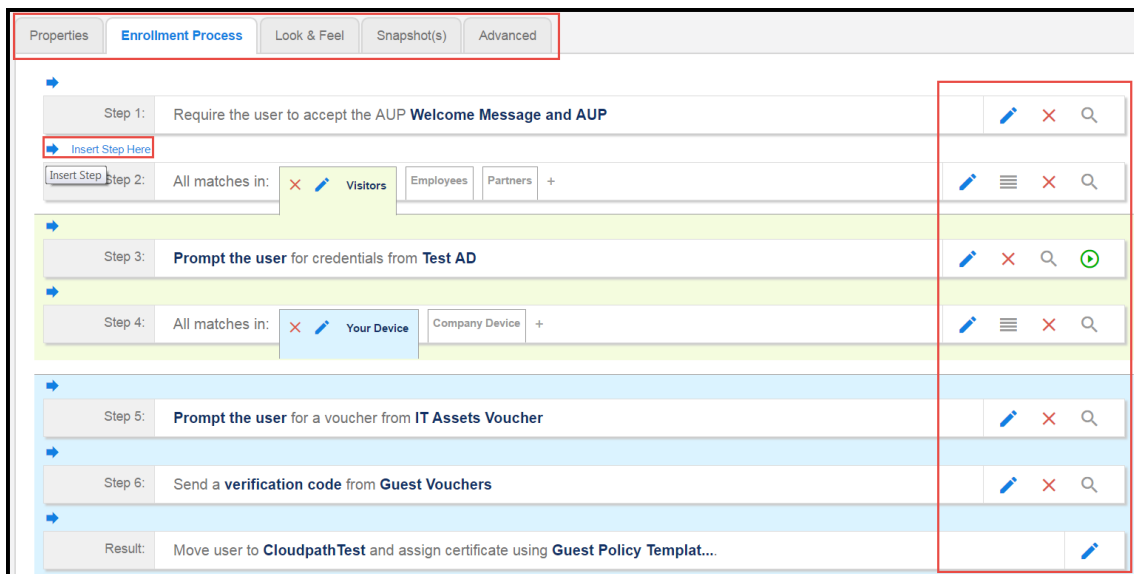 Properties Enrollment Process Look & Feel Snapshot(s) Advanced
Step 1: Require the user to accept the AUP Welcome Message and AUP
Insert Step Here
Insert Step
Step 2: All matches in: Visitors Employees Partners +
Step 3: Prompt the user for credentials from Test AD
Step 4: All matches in: Your Device Company Device +
Step 5: Prompt the user for a voucher from IT Assets Voucher
Step 6: Send a verification code from Guest Vouchers
Result: Move user to CloudpathTest and assign certificate using Guest Policy Templat....